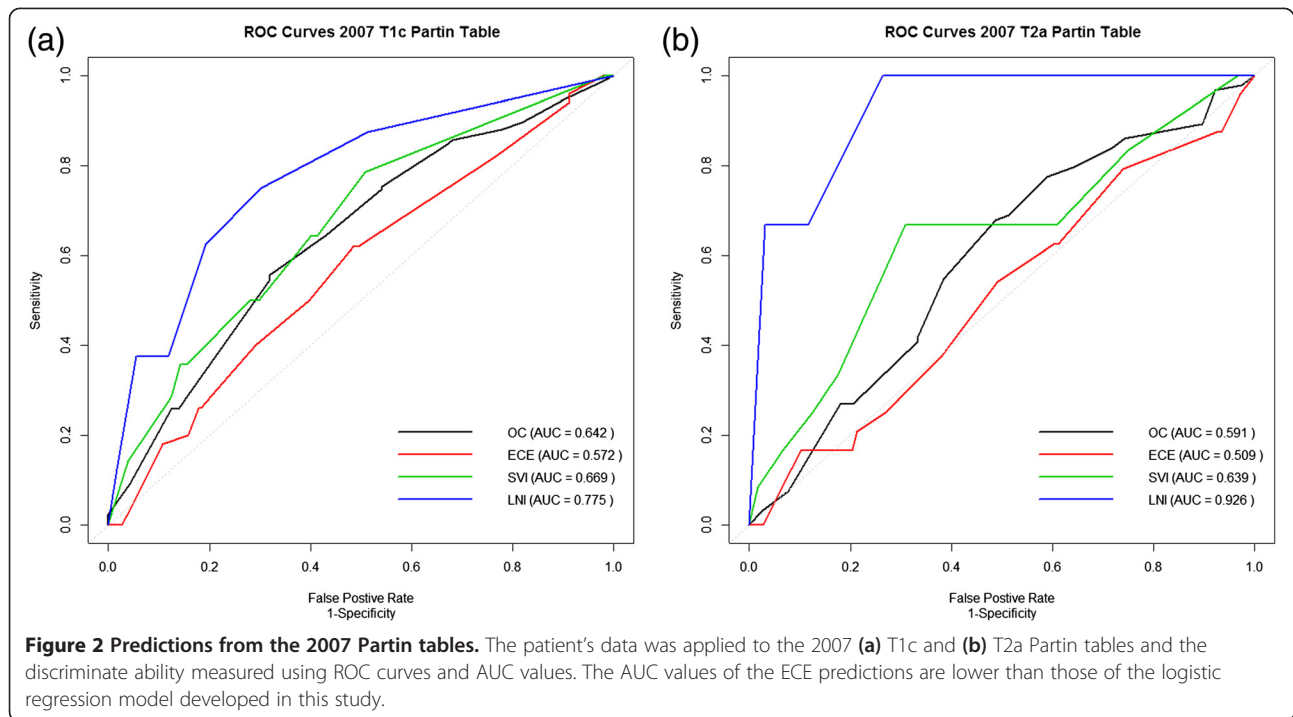 (a)
ROC Curves 2007 T1c Partin Table
Sensitivity
0.0 0.2 0.4 0.6 0.8 1.0
OC (AUC = 0.642 )
ECE (AUC = 0.572 )
SVI (AUC = 0.669 )
LNI (AUC = 0.775 )
0.0 0.2 0.4 0.6 0.8 1.0
False Postive Rate
1-Specificity
(b)
ROC Curves 2007 T2a Partin Table
Sensitivity
0.0 0.2 0.4 0.6 0.8 1.0
OC (AUC = 0.591 )
ECE (AUC = 0.509 )
SVI (AUC = 0.639 )
LNI (AUC = 0.926 )
0.0 0.2 0.4 0.6 0.8 1.0
False Postive Rate
1-Specificity
Figure 2 Predictions from the 2007 Partin tables. The patient's data was applied to the 2007 (a) T1c and (b) T2a Partin tables and the
discriminate ability measured using ROC curves and AUC values. The AUC values of the ECE predictions are lower than those of the logistic
regression model developed in this study.